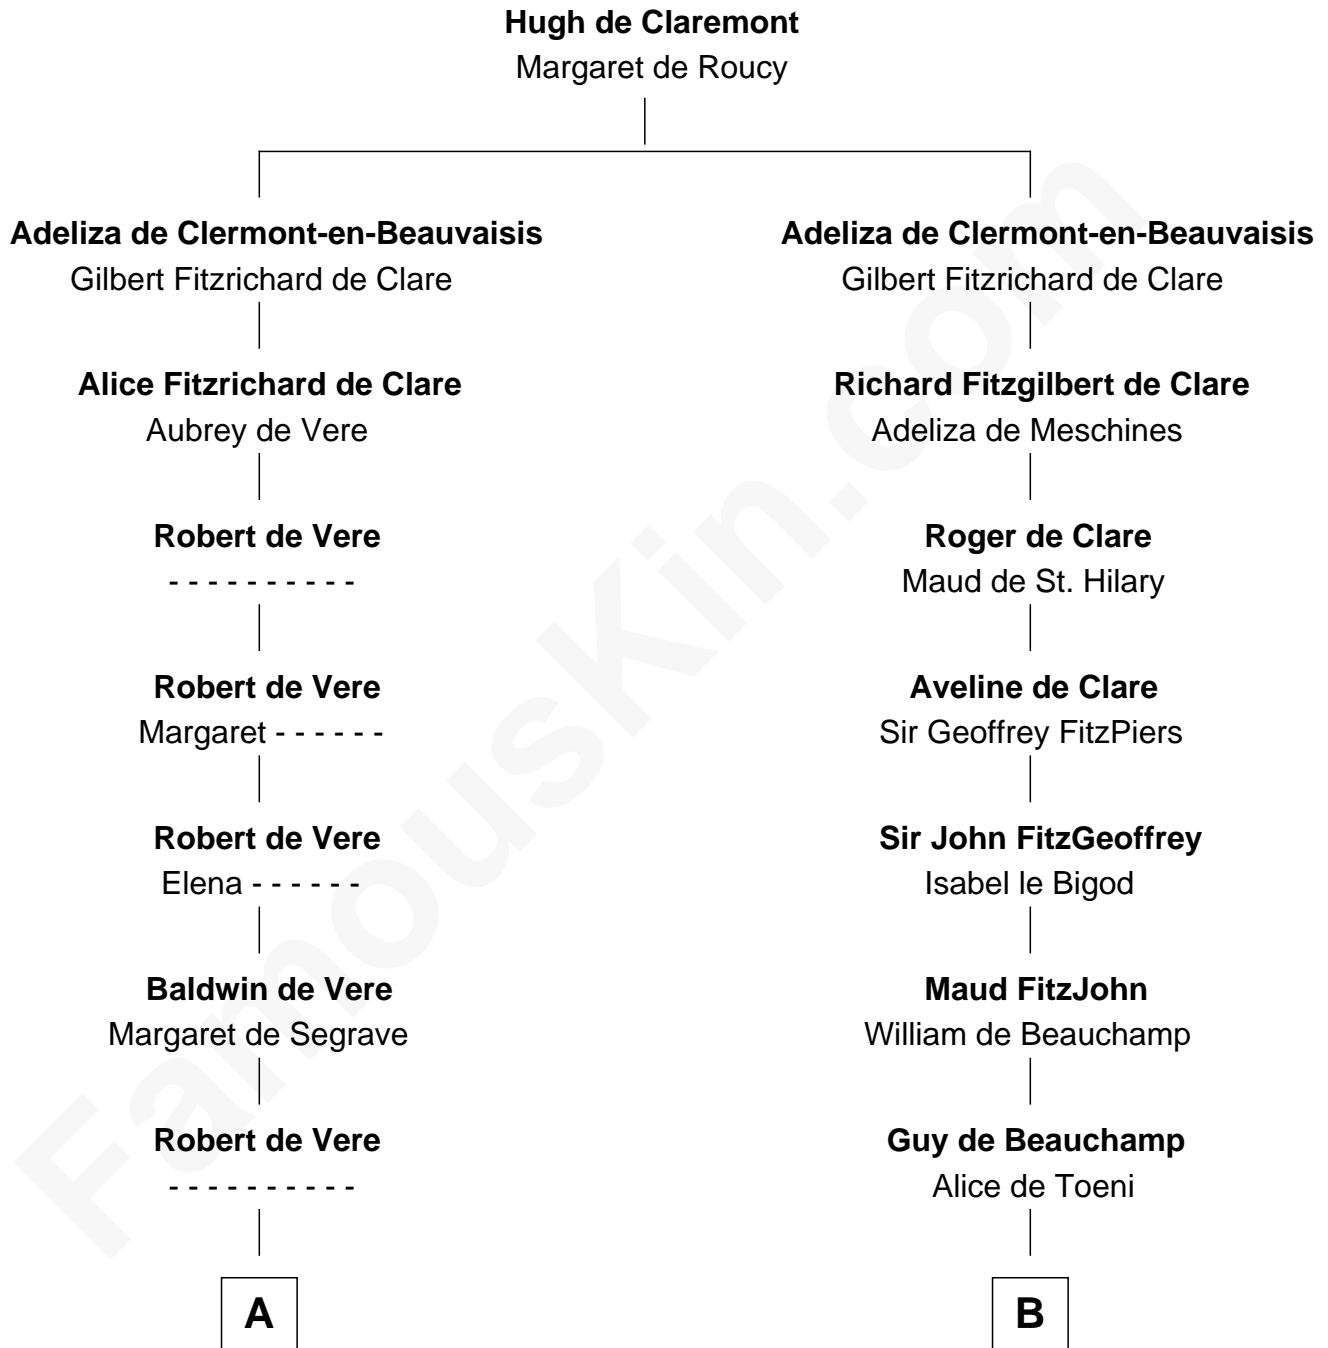 Hugh de Claremont
Margaret de Roucy
Adeliza de Clermont-en-Beauvaisis
Gilbert Fitzrichard de Clare
Alice Fitzrichard de Clare
Aubrey de Vere
Robert de Vere
- - - - - - - - - -
Robert de Vere
Margaret - - - - - -
Robert de Vere
Elena - - - - - -
Baldwin de Vere
Margaret de Segrave
Robert de Vere
- - - - - - - - - -
A
Adeliza de Clermont-en-Beauvaisis
Gilbert Fitzrichard de Clare
Richard Fitzgilbert de Clare
Adeliza de Meschines
Roger de Clare
Maud de St. Hilary
Aveline de Clare
Sir Geoffrey FitzPiers
Sir John FitzGeoffrey
Isabel le Bigod
Maud FitzJohn
William de Beauchamp
Guy de Beauchamp
Alice de Toeni
B
FamousKin.com